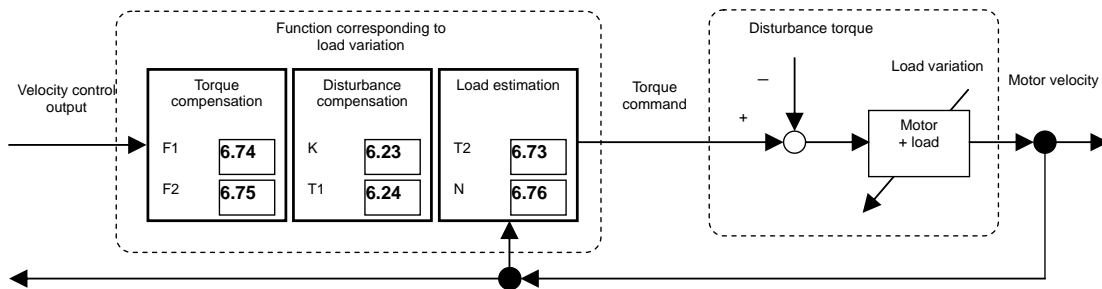 Function corresponding to
load variation
Disturbance torque
Velocity control
output
Torque
compensation
F1 6.74
F2 6.75
Disturbance
compensation
K 6.23
T1 6.24
Load estimation
T2 6.73
N 6.76
Torque
command
+
−
Load variation
Motor
+ load
Motor velocity